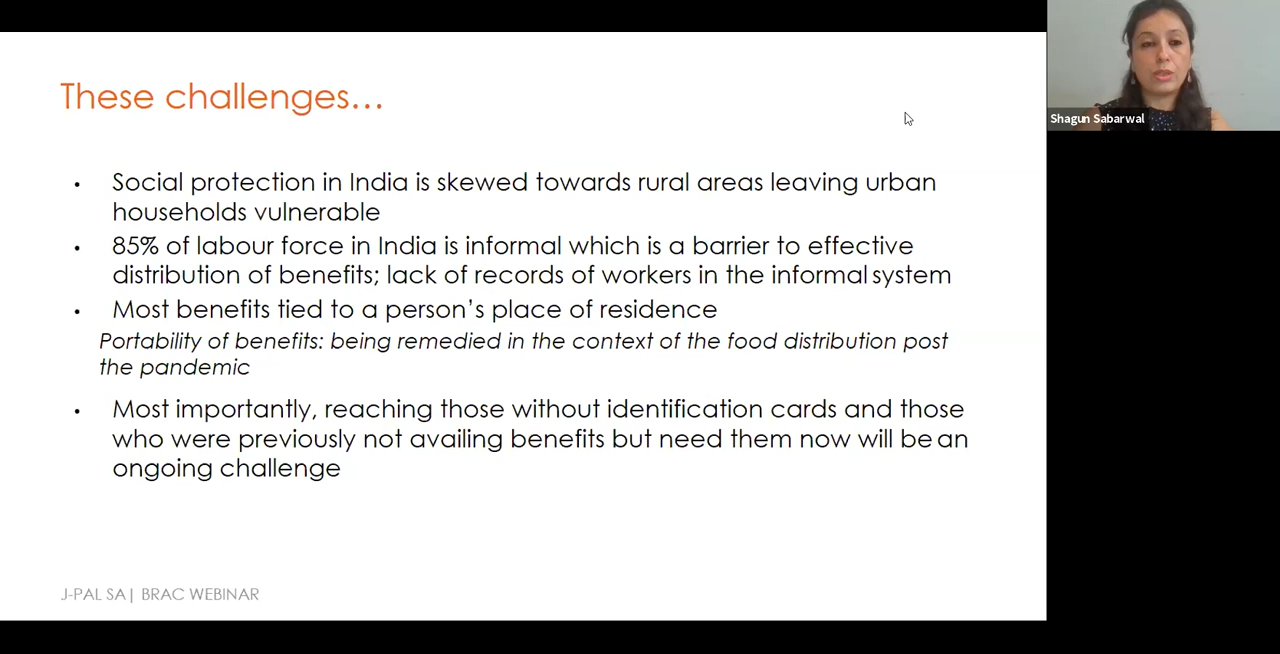 These challenges…
Shagun Sabarwal
• Social protection in India is skewed towards rural areas leaving urban
households vulnerable
• 85% of labour force in India is informal which is a barrier to effective
distribution of benefits; lack of records of workers in the informal system
• Most benefits tied to a person’s place of residence
Portability of benefits: being remedied in the context of the food distribution post
the pandemic
• Most importantly, reaching those without identification cards and those
who were previously not availing benefits but need them now will be an
ongoing challenge
J-PAL SA| BRAC WEBINAR